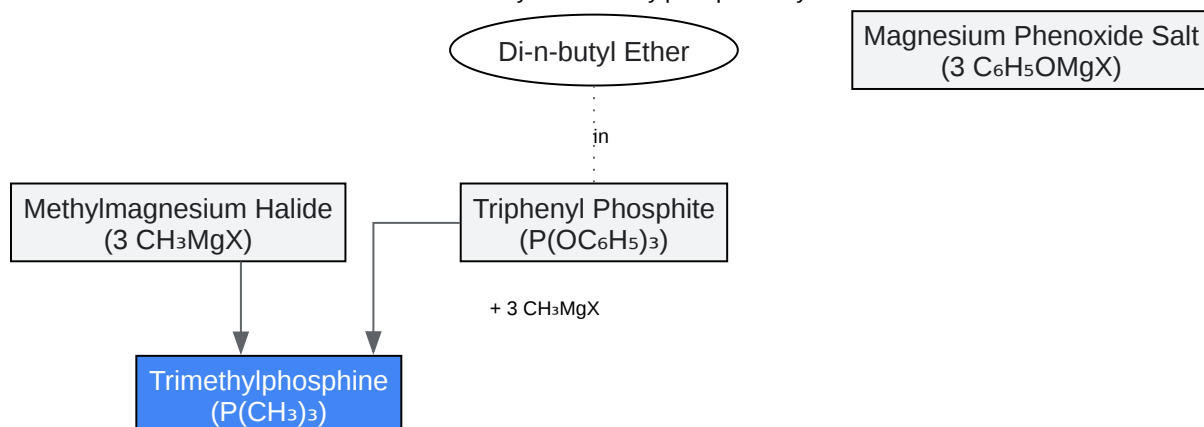 Di-n-butyl Ether
Magnesium Phenoxide Salt
(3 C₆H₅OMgX)
in
Methylmagnesium Halide
(3 CH₃MgX)
Triphenyl Phosphite
(P(OC₆H₅)₃)
+ 3 CH₃MgX
Trimethylphosphine
(P(CH₃)₃)